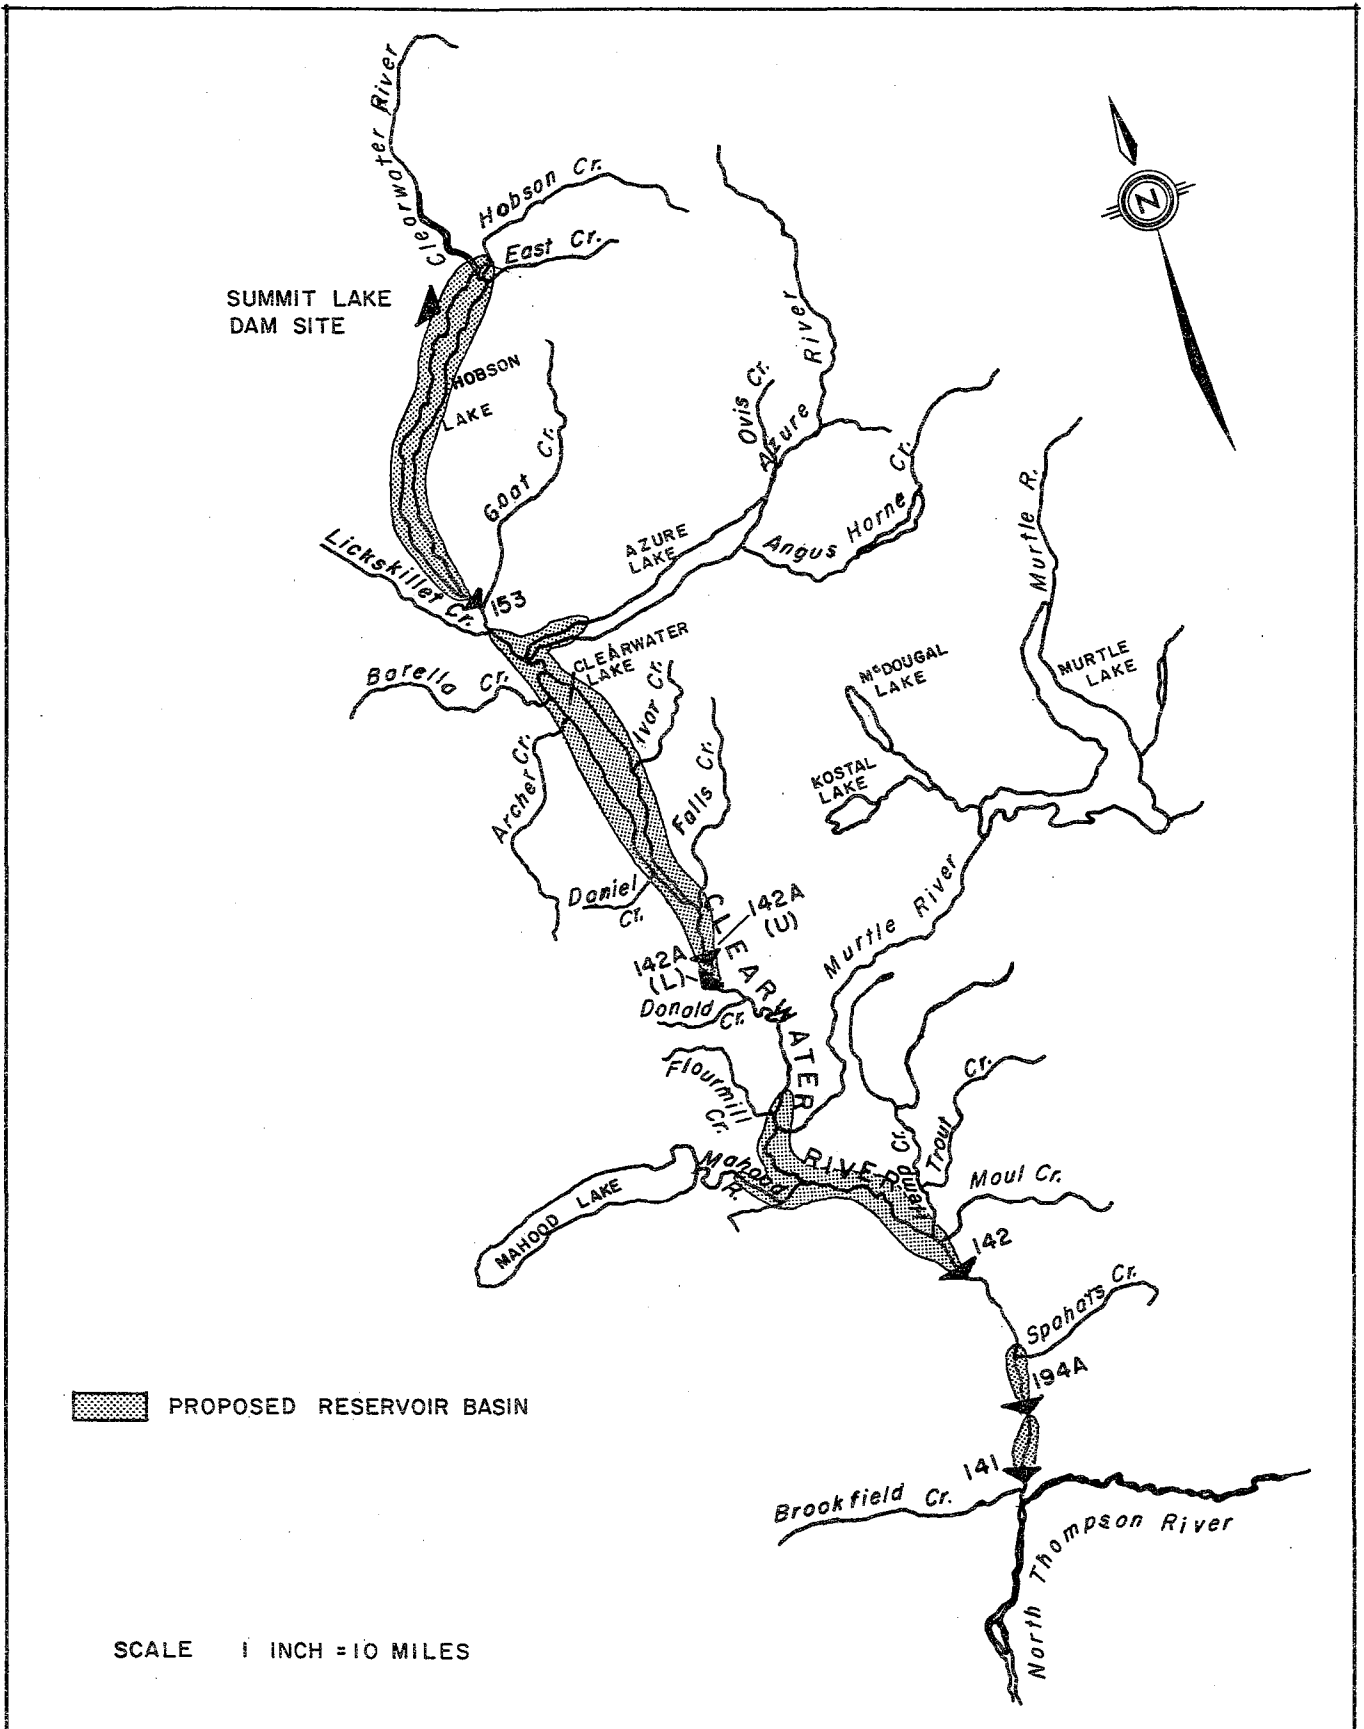 Clearwater River
Hobson Cr.
East Cr.
SUMMIT LAKE
DAM SITE
N
HOBSON
LAKE
Goat Cr.
Ovis Cr.
Azure River
Angus Horne Cr.
AZURE
LAKE
Murtle R.
Lickskillet Cr.
153
CLEARWATER
LAKE
Barella Cr.
Ivor Cr.
McDOUGAL
LAKE
MURTLE
LAKE
Archer Cr.
Falls Cr.
KOSTAL
LAKE
Daniel
Cr.
142A
(U)
Murtle River
142A
(L)
CLEARWATER
RIVER
Donald Cr.
Flourmill
Cr.
Hemp Cr.
Trout Cr.
Moul Cr.
Mahood
R.
MAHOOD LAKE
142
Spahats Cr.
194A
PROPOSED RESERVOIR BASIN
141
Brookfield Cr.
North Thompson River
SCALE 1 INCH = 10 MILES